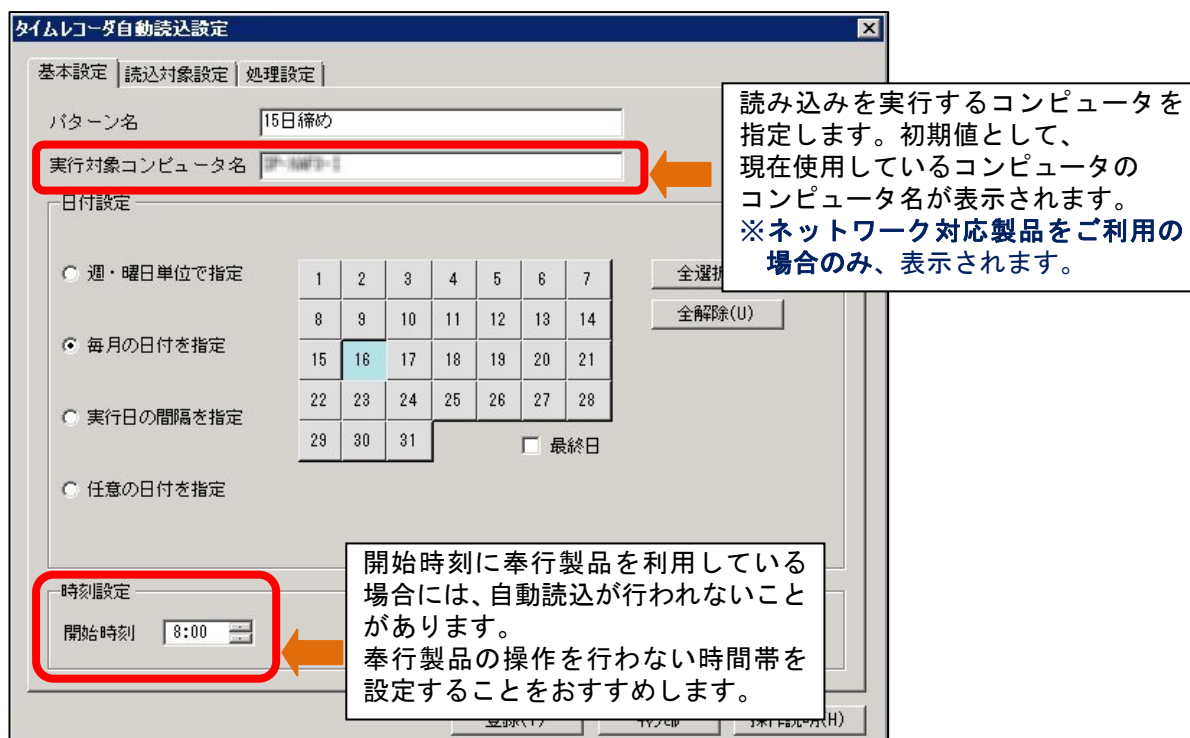 タイムレコーダ自動読込設定
基本設定 読込対象設定 処理設定
パターン名 15日締め
実行対象コンピュータ名
読み込みを実行するコンピュータを
指定します。初期値として、
現在使用しているコンピュータの
コンピュータ名が表示されます。
※ネットワーク対応製品をご利用の
場合のみ、表示されます。
日付設定
週・曜日単位で指定
毎月の日付を指定
実行日の間隔を指定
任意の日付を指定
1 2 3 4 5 6 7
8 9 10 11 12 13 14
15 16 17 18 19 20 21
22 23 24 25 26 27 28
29 30 31
最終日
全選択
全解除(U)
時刻設定
開始時刻 8:00
開始時刻に奉行製品を利用している
場合には、自動読込が行われないこと
があります。
奉行製品の操作を行わない時間帯を
設定することをおすすめします。